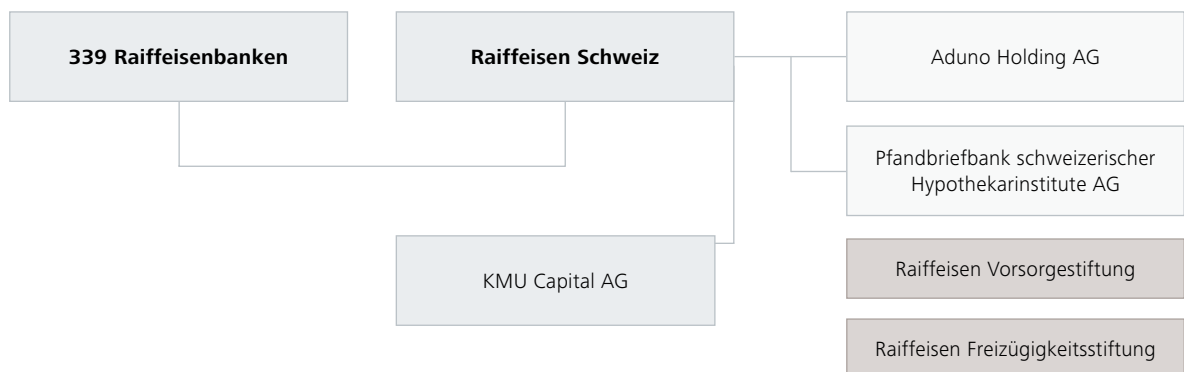 339 Raiffeisenbanken
Raiffeisen Schweiz
Aduno Holding AG
Pfandbriefbank schweizerischer
Hypothekarinstitute AG
KMU Capital AG
Raiffeisen Vorsorgestiftung
Raiffeisen Freizügigkeitsstiftung